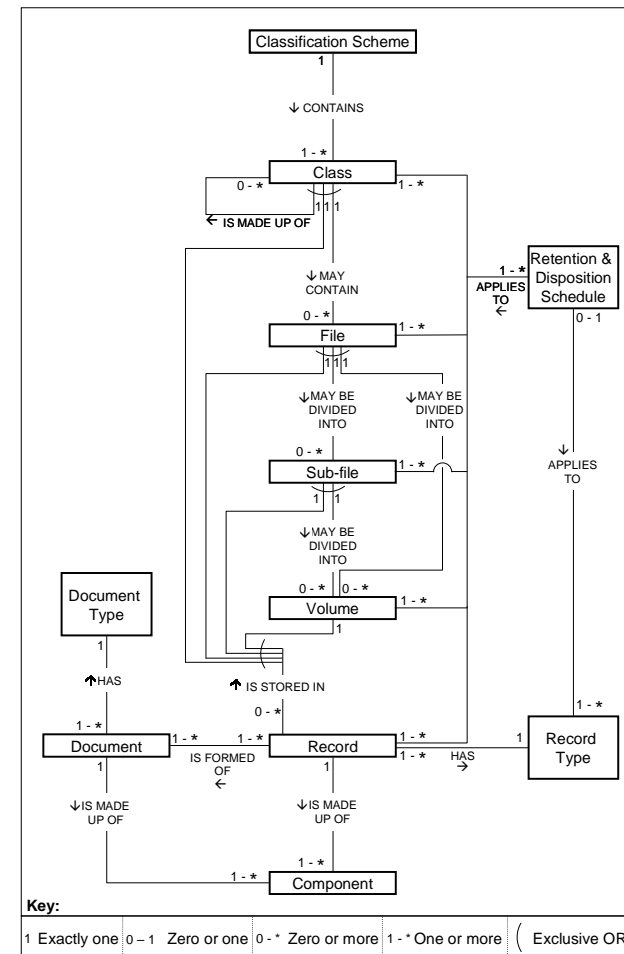 Classification Scheme
1
↓ CONTAINS
1 - *
Class
0 - *
1 1 1
1 - *
← IS MADE UP OF
↓ MAY
CONTAIN
Retention &
Disposition
Schedule
1 - *
APPLIES
TO
←
0 - 1
0 - *
File
1 - *
1 1 1
↓ MAY BE
DIVIDED
INTO
↓ MAY BE
DIVIDED
INTO
↓
APPLIES
TO
0 - *
Sub-file
1 - *
1 1
↓ MAY BE
DIVIDED
INTO
0 - * 0 - *
Volume
1 - *
1
Document
Type
1
↑ HAS
↑ IS STORED IN
1 - *
0 - *
1 - *
Document
1 - *
IS FORMED
OF
←
1 - *
Record
1 - *
1 - *
HAS
→
1
Record
Type
1
↓ IS MADE
UP OF
1
↓ IS MADE
UP OF
1 - *
1 - *
Component
Key:
1 Exactly one 0 – 1 Zero or one 0 - * Zero or more 1 - * One or more ( Exclusive OR